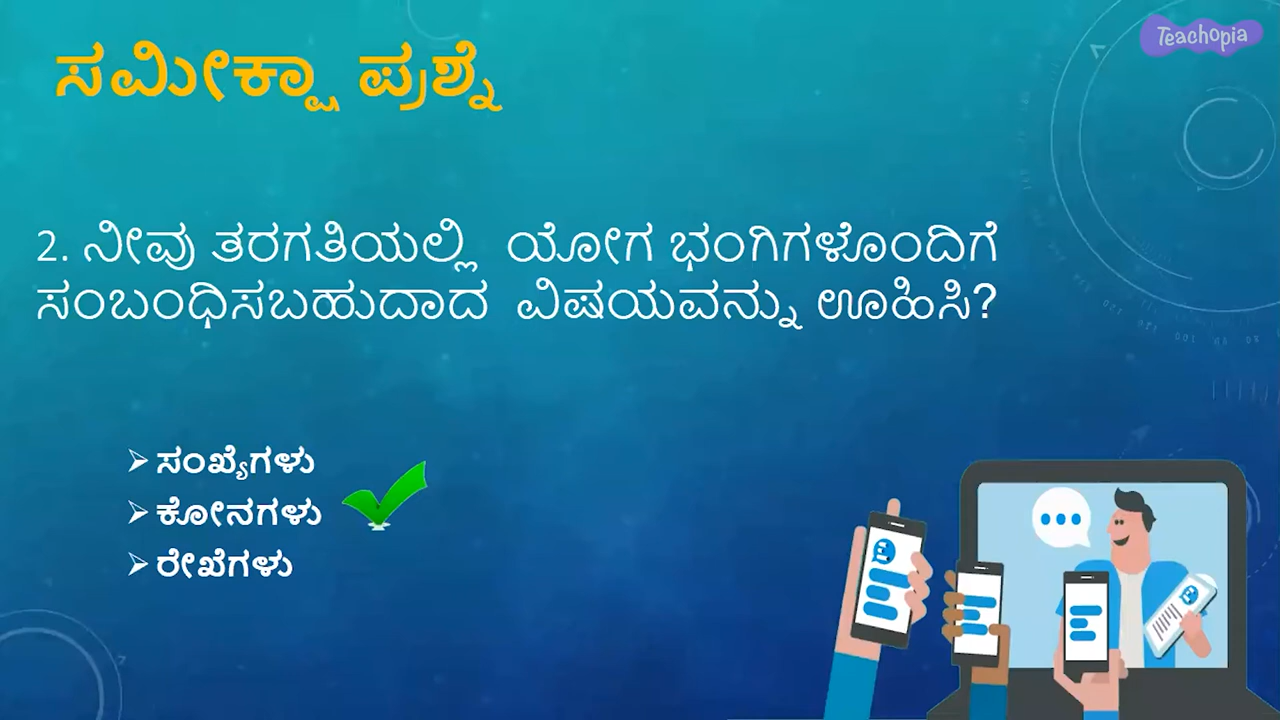 Teachopia
ಸಮೀಕ್ಷಾ ಪ್ರಶ್ನೆ
2. ನೀವು ತರಗತಿಯಲ್ಲಿ ಯೋಗ ಭಂಗಿಗಳೊಂದಿಗೆ
ಸಂಬಂಧಿಸಬಹುದಾದ ವಿಷಯವನ್ನು ಊಹಿಸಿ?
➢ ಸಂಖ್ಯೆಗಳು
➢ ಕೋನಗಳು
➢ ರೇಖೆಗಳು